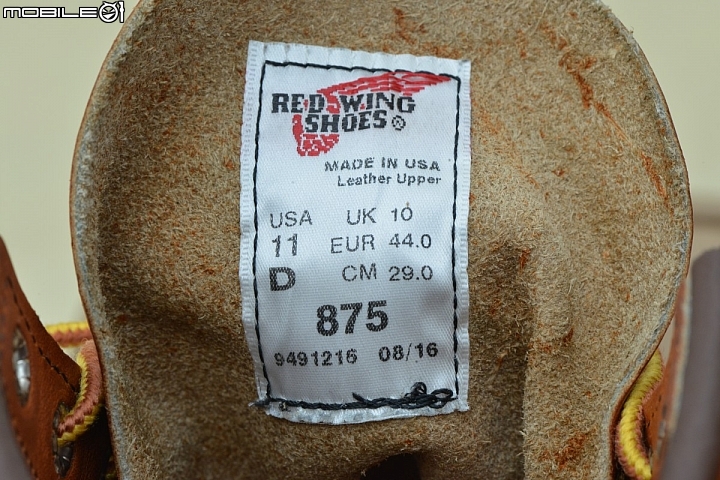 MOBILE01
RED WING
SHOES®
MADE IN USA
Leather Upper
USA UK 10
11 EUR 44.0
D CM 29.0
875
9491216 08/16